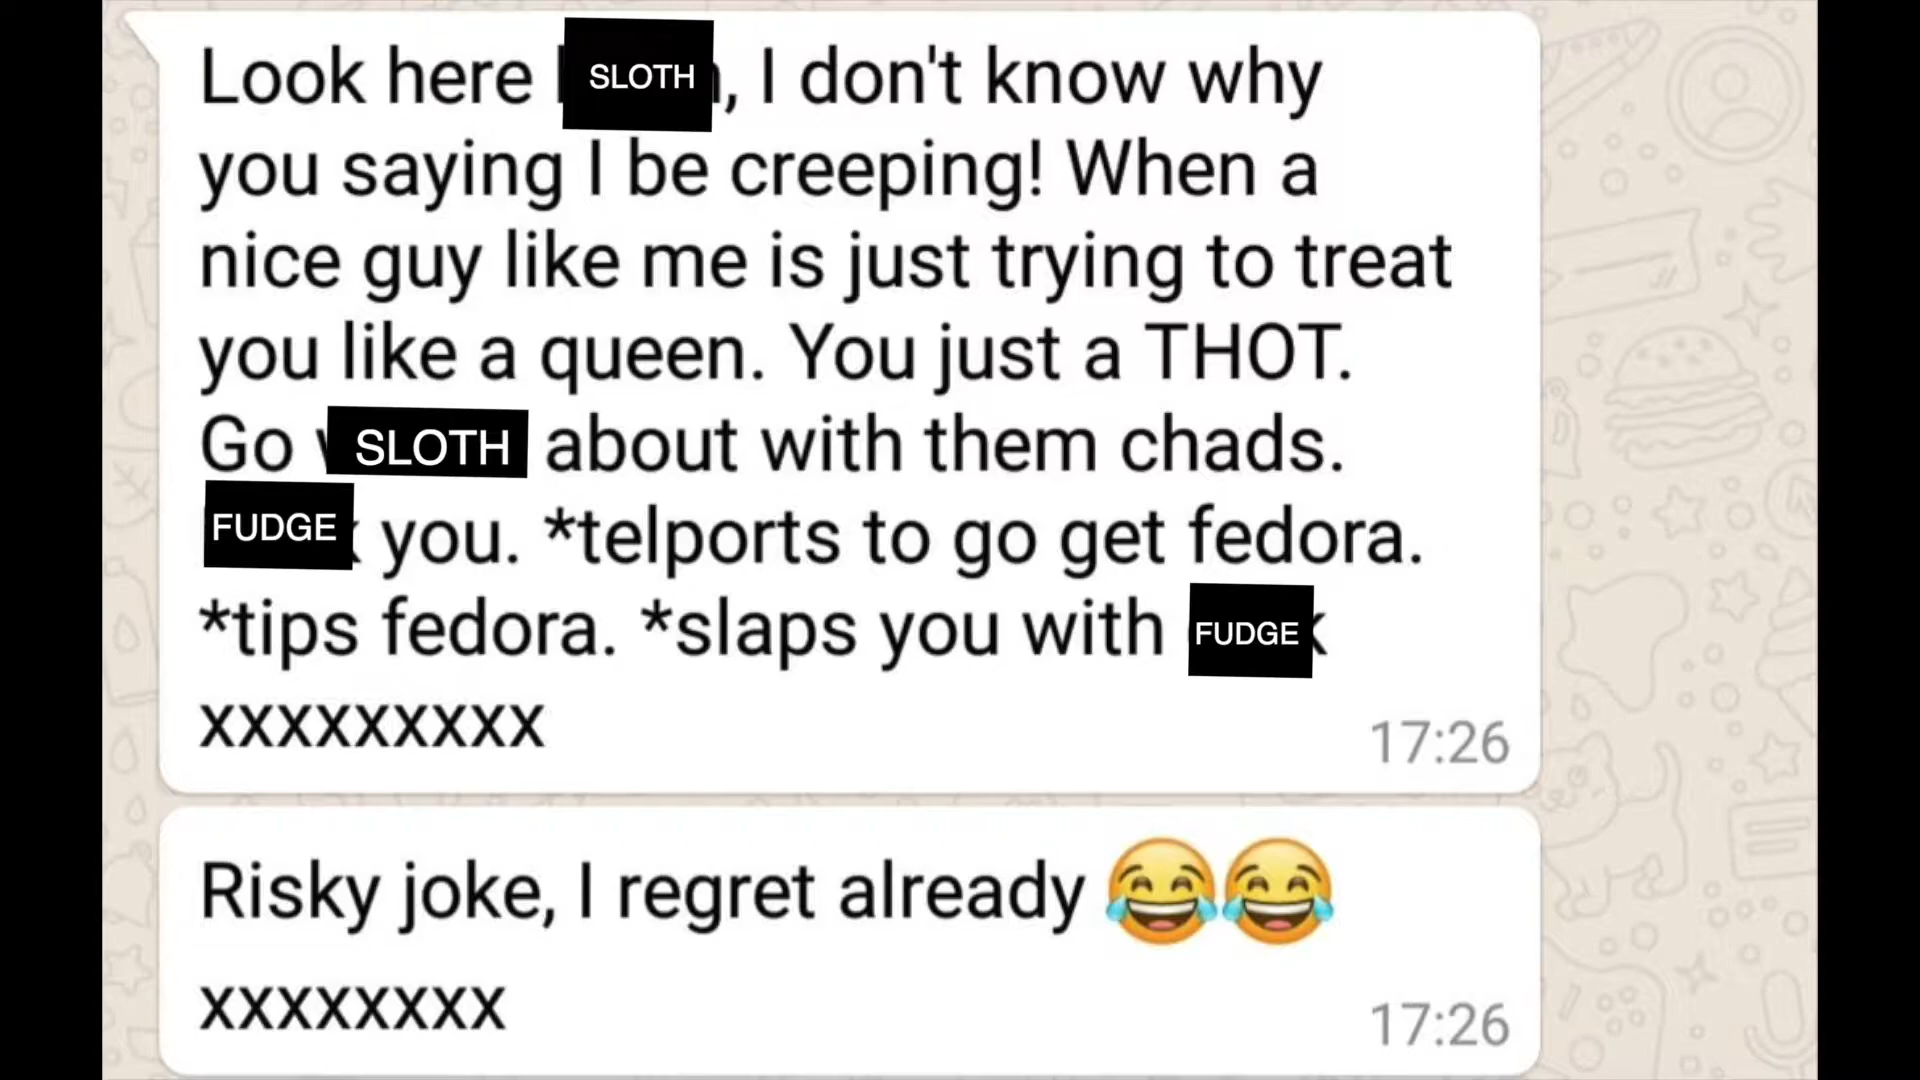 Look here SLOTH, I don't know why
you saying I be creeping! When a
nice guy like me is just trying to treat
you like a queen. You just a THOT.
Go SLOTH about with them chads.
FUDGE you. *telports to go get fedora.
*tips fedora. *slaps you with FUDGE
xxxxxxxxx
17:26
Risky joke, I regret already 😂😂
xxxxxxxx
17:26